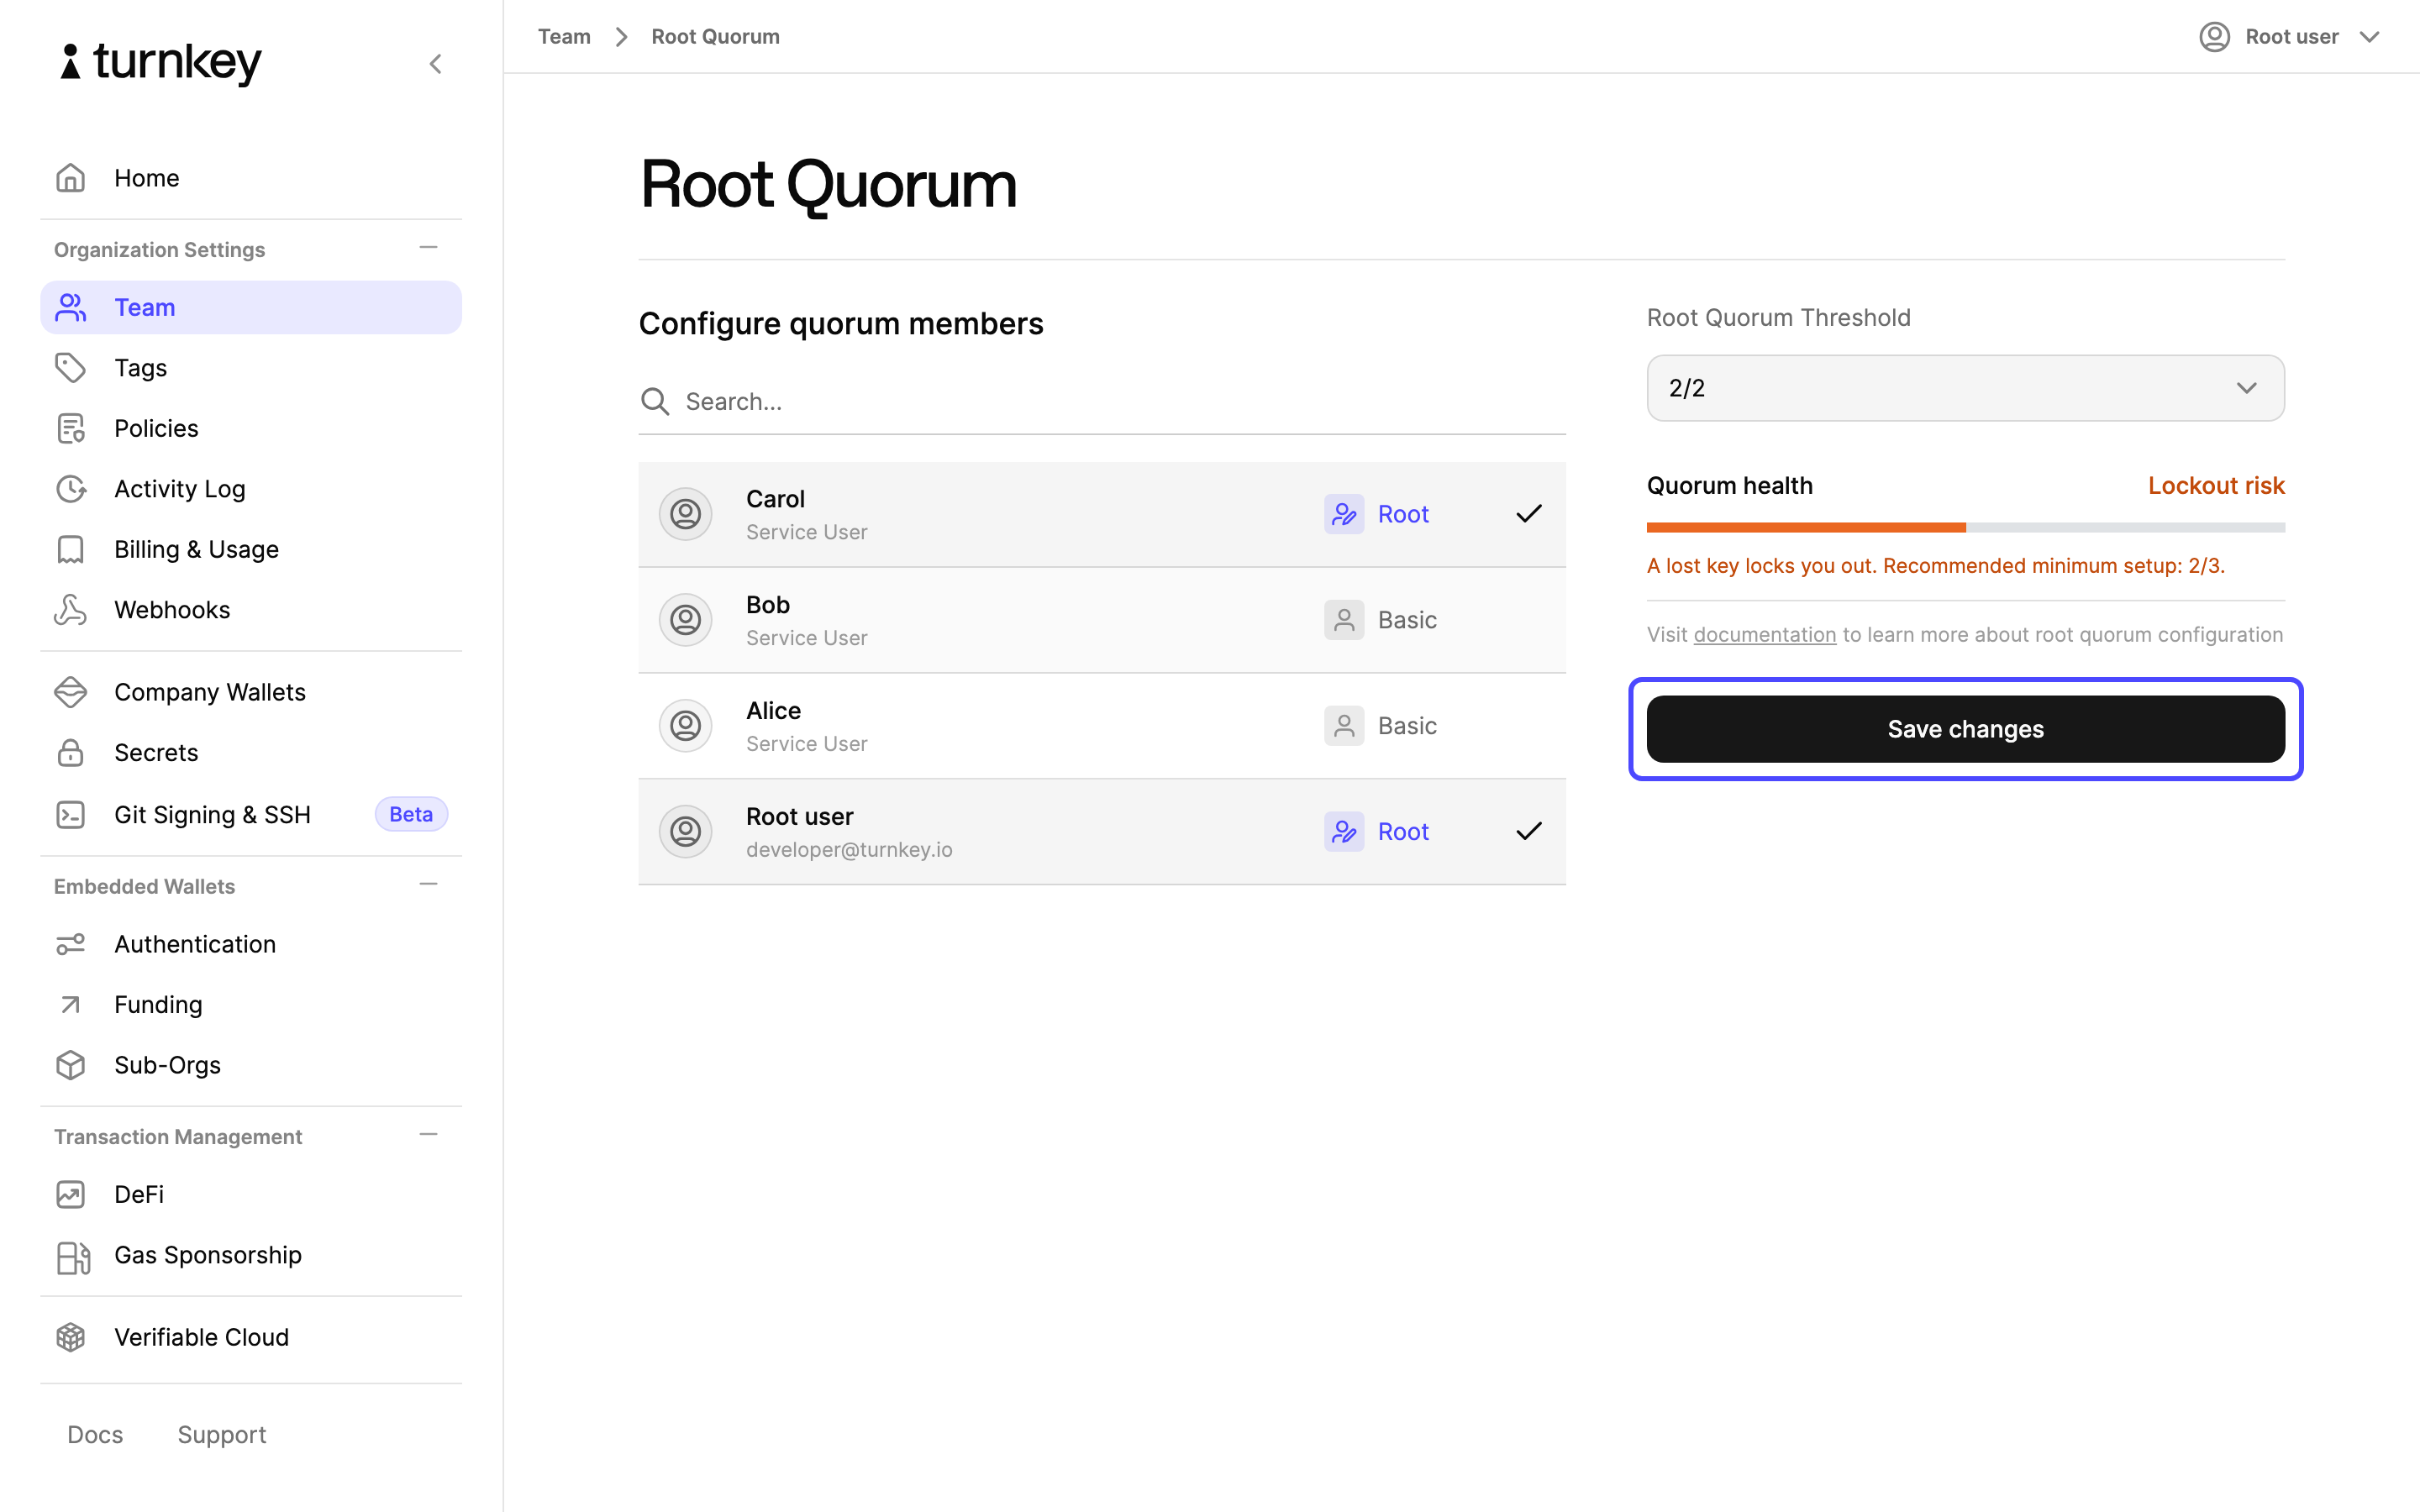 turnkey
Home
Organization Settings
Team
Tags
Policies
Activity Log
Billing & Usage
Webhooks
Company Wallets
Secrets
Git Signing & SSH Beta
Embedded Wallets
Authentication
Funding
Sub-Orgs
Transaction Management
DeFi
Gas Sponsorship
Verifiable Cloud
Docs Support
Team Root Quorum
Root user
Root Quorum
Configure quorum members
Search...
Carol
Service User
Root
Bob
Service User
Basic
Alice
Service User
Basic
Root user
developer@turnkey.io
Root
Root Quorum Threshold
2/2
Quorum health Lockout risk
A lost key locks you out. Recommended minimum setup: 2/3.
Visit documentation to learn more about root quorum configuration
Save changes